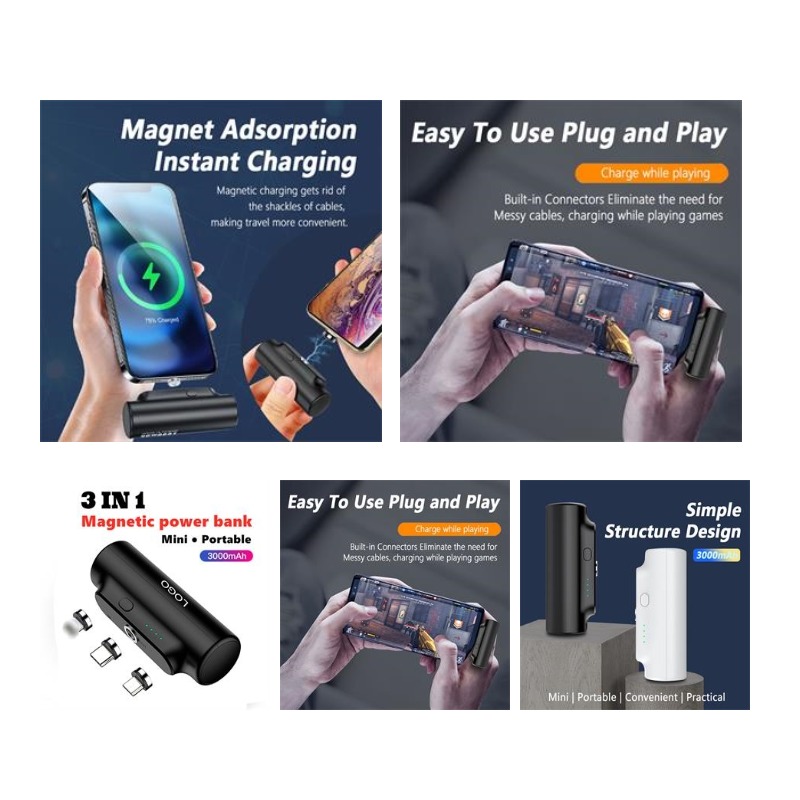 Magnet Adsorption
Instant Charging
Magnetic charging gets rid of
the shackles of cables,
making travel more convenient.
75% Charged
Easy To Use Plug and Play
Charge while playing
Built-in Connectors Eliminate the need for
Messy cables, charging while playing games
3 IN 1
Magnetic power bank
Mini • Portable
3000mAh
LOGO
Easy To Use Plug and Play
Charge while playing
Built-in Connectors Eliminate the need for
Messy cables, charging while playing games
Simple
Structure Design
3000mAh
Mini | Portable | Convenient | Practical